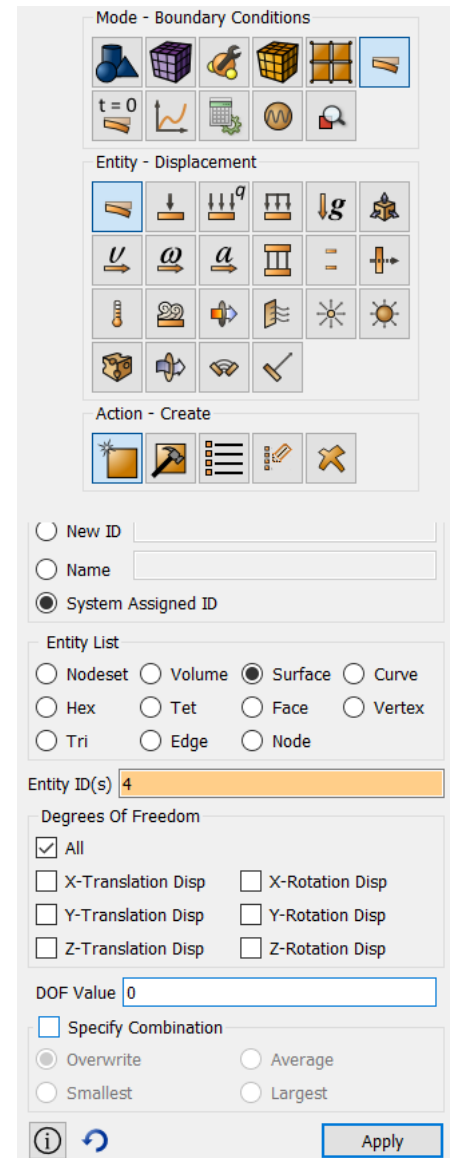 Mode - Boundary Conditions
t = 0
Entity - Displacement
q
g
υ ω a
Action - Create
New ID
Name
System Assigned ID
Entity List
Nodeset Volume Surface Curve
Hex Tet Face Vertex
Tri Edge Node
Entity ID(s) 4
Degrees Of Freedom
All
X-Translation Disp X-Rotation Disp
Y-Translation Disp Y-Rotation Disp
Z-Translation Disp Z-Rotation Disp
DOF Value 0
Specify Combination
Overwrite Average
Smallest Largest
i Apply